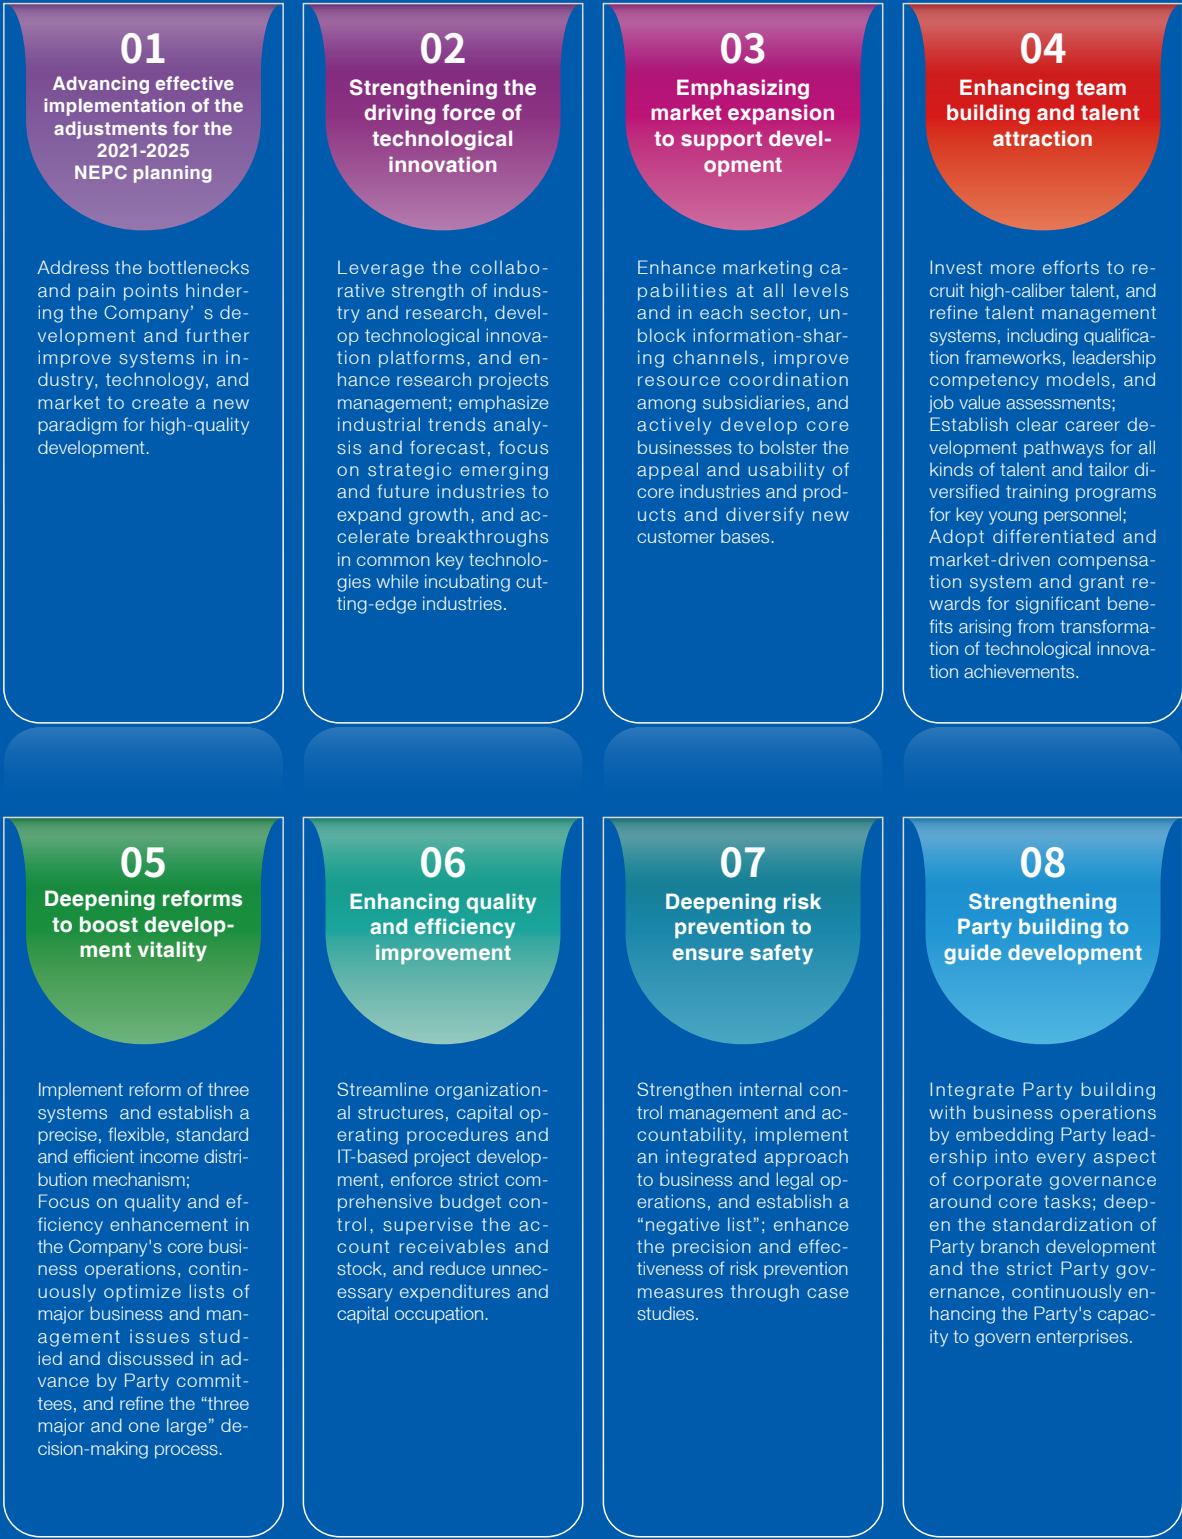 01
Advancing effective
implementation of the
adjustments for the
2021-2025
NEPC planning
Address the bottlenecks
and pain points hinder-
ing the Company’ s de-
velopment and further
improve systems in in-
dustry, technology, and
market to create a new
paradigm for high-quality
development.
02
Strengthening the
driving force of
technological
innovation
Leverage the collabo-
rative strength of indus-
try and research, devel-
op technological innova-
tion platforms, and en-
hance research projects
management; emphasize
industrial trends analy-
sis and forecast, focus
on strategic emerging
and future industries to
expand growth, and ac-
celerate breakthroughs
in common key technolo-
gies while incubating cut-
ting-edge industries.
03
Emphasizing
market expansion
to support devel-
opment
Enhance marketing ca-
pabilities at all levels
and in each sector, un-
block information-shar-
ing channels, improve
resource coordination
among subsidiaries, and
actively develop core
businesses to bolster the
appeal and usability of
core industries and prod-
ucts and diversify new
customer bases.
04
Enhancing team
building and talent
attraction
Invest more efforts to re-
cruit high-caliber talent, and
refine talent management
systems, including qualifica-
tion frameworks, leadership
competency models, and
job value assessments;
Establish clear career de-
velopment pathways for all
kinds of talent and tailor di-
versified training programs
for key young personnel;
Adopt differentiated and
market-driven compensa-
tion system and grant re-
wards for significant bene-
fits arising from transforma-
tion of technological innova-
tion achievements.
05
Deepening reforms
to boost develop-
ment vitality
Implement reform of three
systems and establish a
precise, flexible, standard
and efficient income distri-
bution mechanism;
Focus on quality and ef-
ficiency enhancement in
the Company's core busi-
ness operations, contin-
uously optimize lists of
major business and man-
agement issues stud-
ied and discussed in ad-
vance by Party commit-
tees, and refine the “three
major and one large” de-
cision-making process.
06
Enhancing quality
and efficiency
improvement
Streamline organization-
al structures, capital op-
erating procedures and
IT-based project develop-
ment, enforce strict com-
prehensive budget con-
trol, supervise the ac-
count receivables and
stock, and reduce unnec-
essary expenditures and
capital occupation.
07
Deepening risk
prevention to
ensure safety
Strengthen internal con-
trol management and ac-
countability, implement
an integrated approach
to business and legal op-
erations, and establish a
“negative list”; enhance
the precision and effec-
tiveness of risk prevention
measures through case
studies.
08
Strengthening
Party building to
guide development
Integrate Party building
with business operations
by embedding Party lead-
ership into every aspect
of corporate governance
around core tasks; deep-
en the standardization of
Party branch development
and the strict Party gov-
ernance, continuously en-
hancing the Party's capac-
ity to govern enterprises.